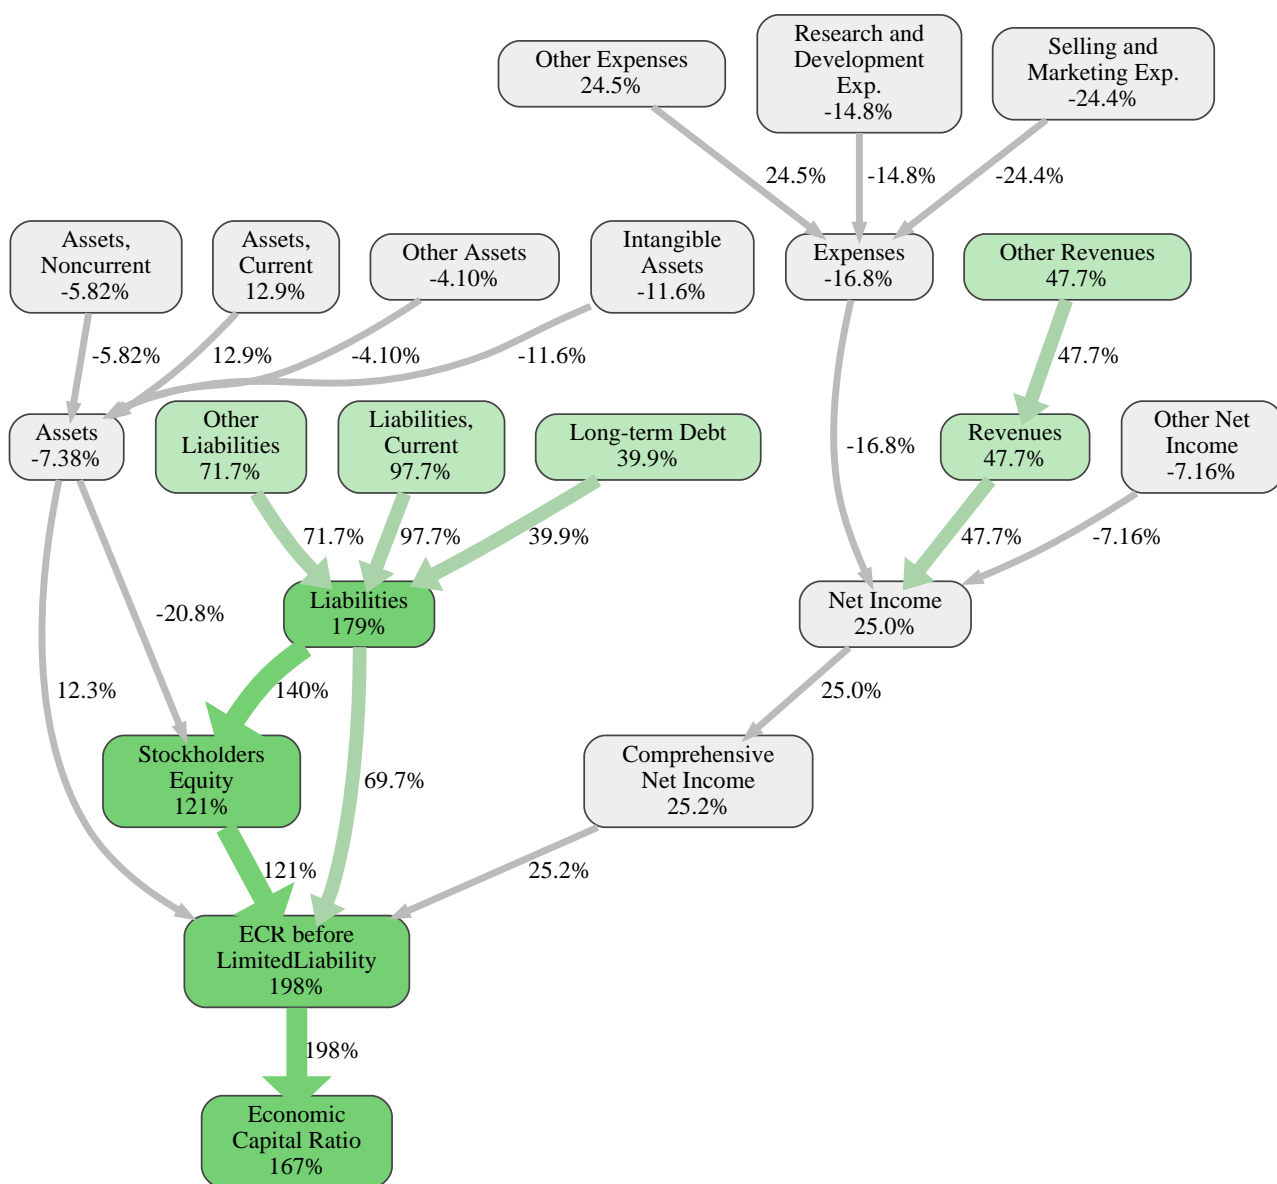 Other Expenses
24.5%
Research and
Development
Exp.
-14.8%
Selling and
Marketing Exp.
-24.4%
24.5%
-14.8%
-24.4%
Assets,
Noncurrent
-5.82%
Assets,
Current
12.9%
Other Assets
-4.10%
Intangible
Assets
-11.6%
Expenses
-16.8%
Other Revenues
47.7%
-5.82%
12.9%
-4.10%
-11.6%
47.7%
Assets
-7.38%
Other
Liabilities
71.7%
Liabilities,
Current
97.7%
Long-term Debt
39.9%
-16.8%
Revenues
47.7%
Other Net
Income
-7.16%
71.7%
97.7%
39.9%
47.7%
-7.16%
-20.8%
Liabilities
179%
Net Income
25.0%
12.3%
140%
25.0%
Stockholders
Equity
121%
69.7%
Comprehensive
Net Income
25.2%
121%
25.2%
ECR before
LimitedLiability
198%
198%
Economic
Capital Ratio
167%